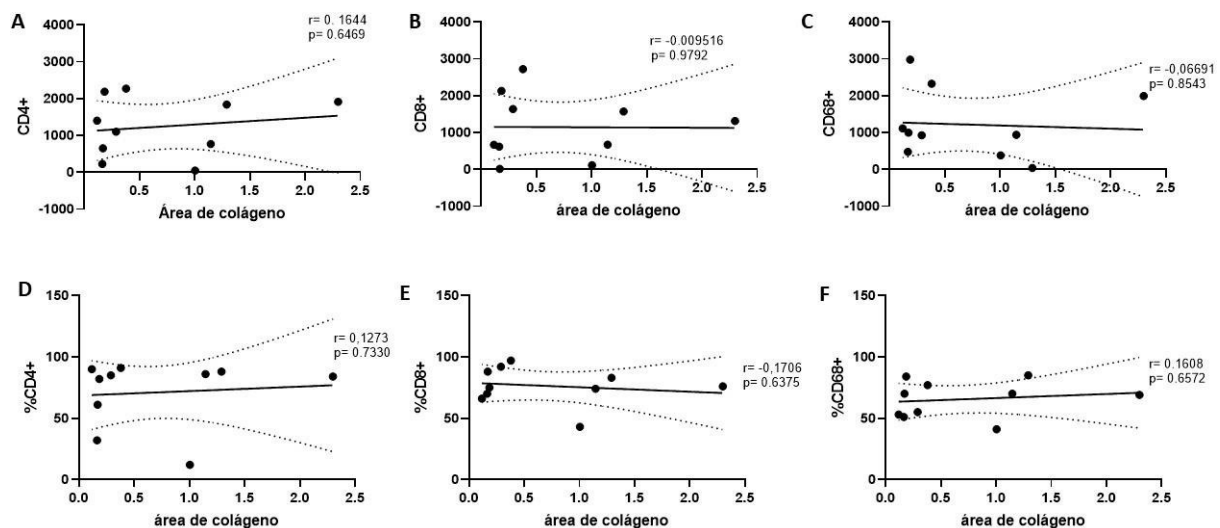 A
r= 0. 1644
p= 0.6469
CD4+
4000
3000
2000
1000
0
-1000
0.5
1.0
1.5
2.0
2.5
Área de colágeno
B
r= -0.009516
p= 0.9792
CD8+
4000
3000
2000
1000
0
-1000
0.5
1.0
1.5
2.0
2.5
área de colágeno
C
r= -0,06691
p= 0.8543
CD68+
4000
3000
2000
1000
0
-1000
0.5
1.0
1.5
2.0
2.5
área de colágeno
D
r= 0,1273
p= 0.7330
%CD4+
150
100
50
0
0.0
0.5
1.0
1.5
2.0
2.5
área de colágeno
E
r= -0,1706
p= 0.6375
%CD8+
150
100
50
0
0.0
0.5
1.0
1.5
2.0
2.5
área de colágeno
F
r= 0.1608
p= 0.6572
%CD68+
150
100
50
0
0.0
0.5
1.0
1.5
2.0
2.5
área de colágeno